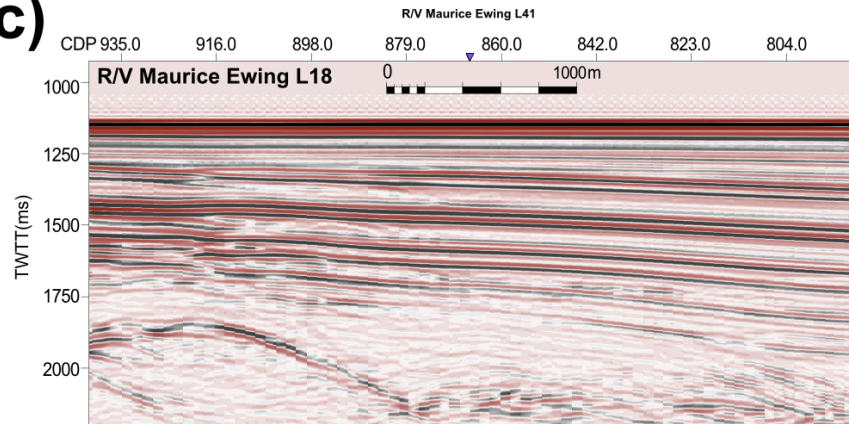 c)
R/V Maurice Ewing L41
CDP 935.0 916.0 898.0 879.0 860.0 842.0 823.0 804.0
R/V Maurice Ewing L18
0 1000m
1000
1250
1500
1750
2000
TWTT(ms)